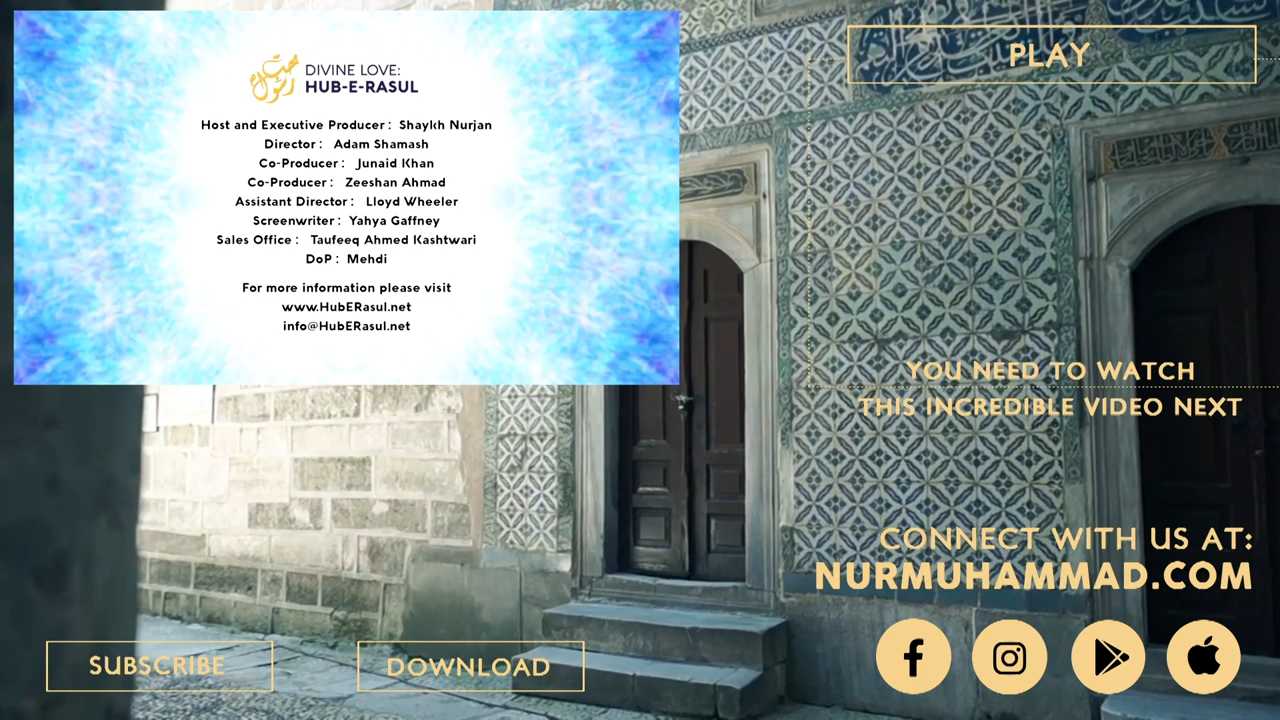 محبت رسول
DIVINE LOVE:
HUB-E-RASUL
Host and Executive Producer : Shaykh Nurjan
Director : Adam Shamash
Co-Producer : Junaid Khan
Co-Producer : Zeeshan Ahmad
Assistant Director : Lloyd Wheeler
Screenwriter : Yahya Gaffney
Sales Office : Taufeeq Ahmed Kashtwari
DoP : Mehdi
For more information please visit
www.HubERasul.net
info@HubERasul.net
PLAY
YOU NEED TO WATCH
THIS INCREDIBLE VIDEO NEXT
CONNECT WITH US AT:
NURMUHAMMAD.COM
SUBSCRIBE
DOWNLOAD